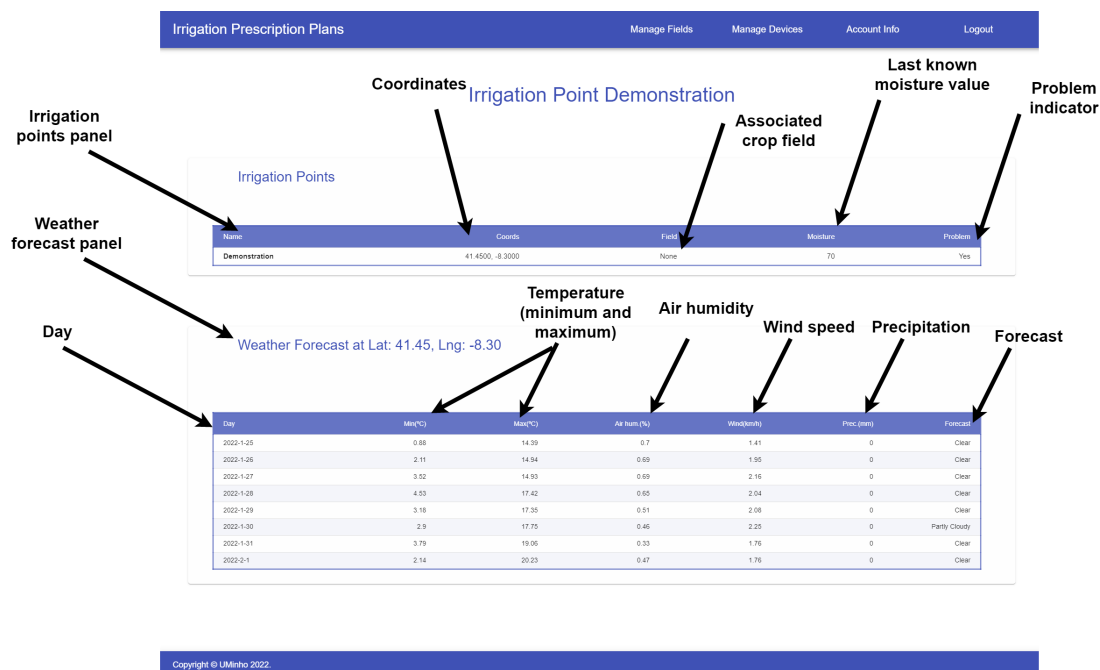 Irrigation Prescription Plans Manage Fields Manage Devices Account Info Logout
Last known
moisture value
Coordinates
Problem
indicator
Irrigation Point Demonstration
Irrigation
points panel
Associated
crop field
Irrigation Points
Weather
forecast panel
Name Coords Field Moisture Problem
Demonstration 41.4500, -8.3000 None 70 Yes
Temperature
(minimum and
maximum)
Air humidity
Wind speed
Precipitation
Forecast
Day
Weather Forecast at Lat: 41.45, Lng: -8.30
Day Min(ºC) Max(ºC) Air hum.(%) Wind(km/h) Prec.(mm) Forecast
2022-1-25 0.88 14.39 0.7 1.41 0 Clear
2022-1-26 2.11 14.94 0.69 1.95 0 Clear
2022-1-27 3.52 14.93 0.69 2.16 0 Clear
2022-1-28 4.53 17.42 0.65 2.04 0 Clear
2022-1-29 3.18 17.35 0.51 2.08 0 Clear
2022-1-30 2.9 17.75 0.46 2.25 0 Partly Cloudy
2022-1-31 3.79 19.06 0.33 1.76 0 Clear
2022-2-1 2.14 20.23 0.47 1.76 0 Clear
Copyright © UMinho 2022.